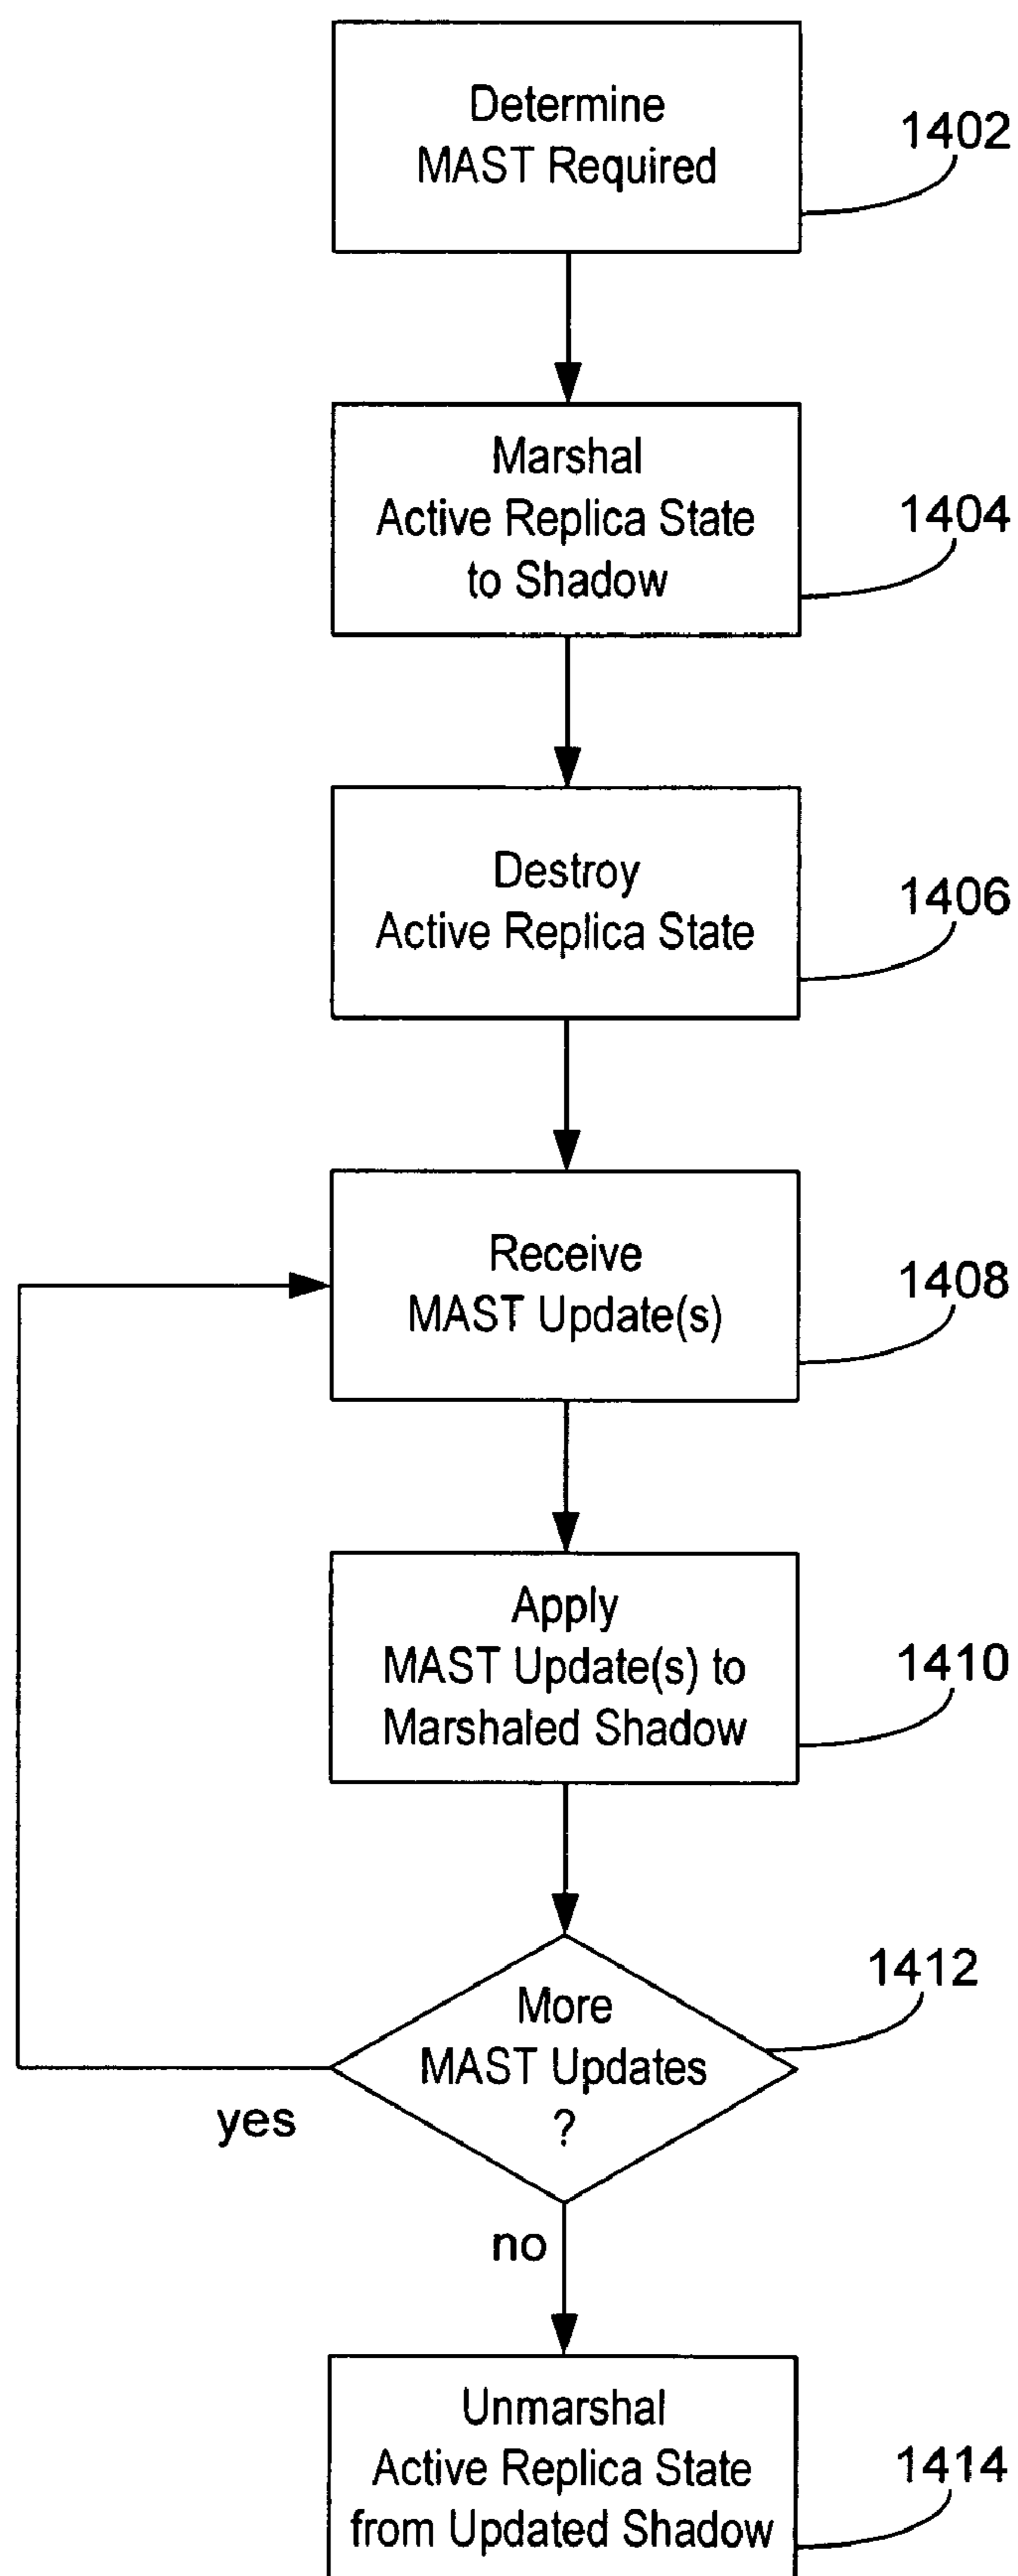 Determine
MAST Required
1402
Marshal
Active Replica State
to Shadow
1404
Destroy
Active Replica State
1406
Receive
MAST Update(s)
1408
Apply
MAST Update(s) to
Marshaled Shadow
1410
More
MAST Updates
?
1412
yes
no
Unmarshal
Active Replica State
from Updated Shadow
1414